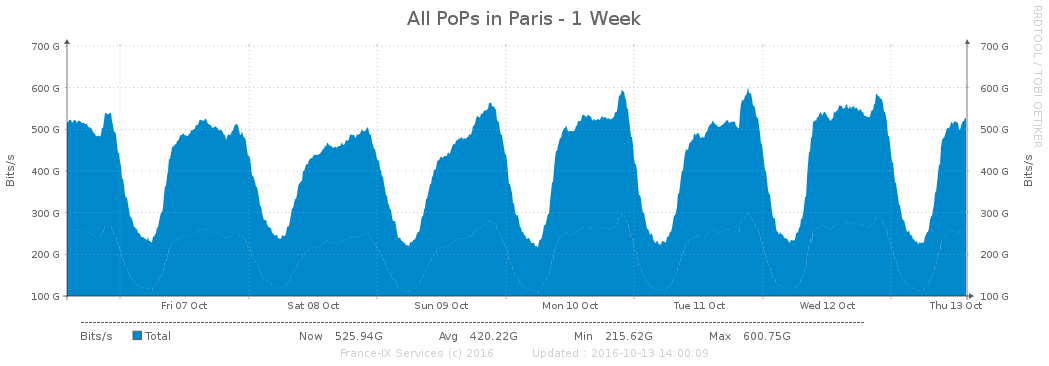 All PoPs in Paris - 1 Week
RRDTOOL / TOBI OETIKER
Bits/s
Bits/s
700 G
700 G
600 G
600 G
500 G
500 G
400 G
400 G
300 G
300 G
200 G
200 G
100 G
100 G
Fri 07 Oct Sat 08 Oct Sun 09 Oct Mon 10 Oct Tue 11 Oct Wed 12 Oct Thu 13 Oct
Bits/s Total Now 525.94G Avg 420.22G Min 215.62G Max 600.75G
France-IX Services (c) 2016 Updated : 2016-10-13 14:00:09